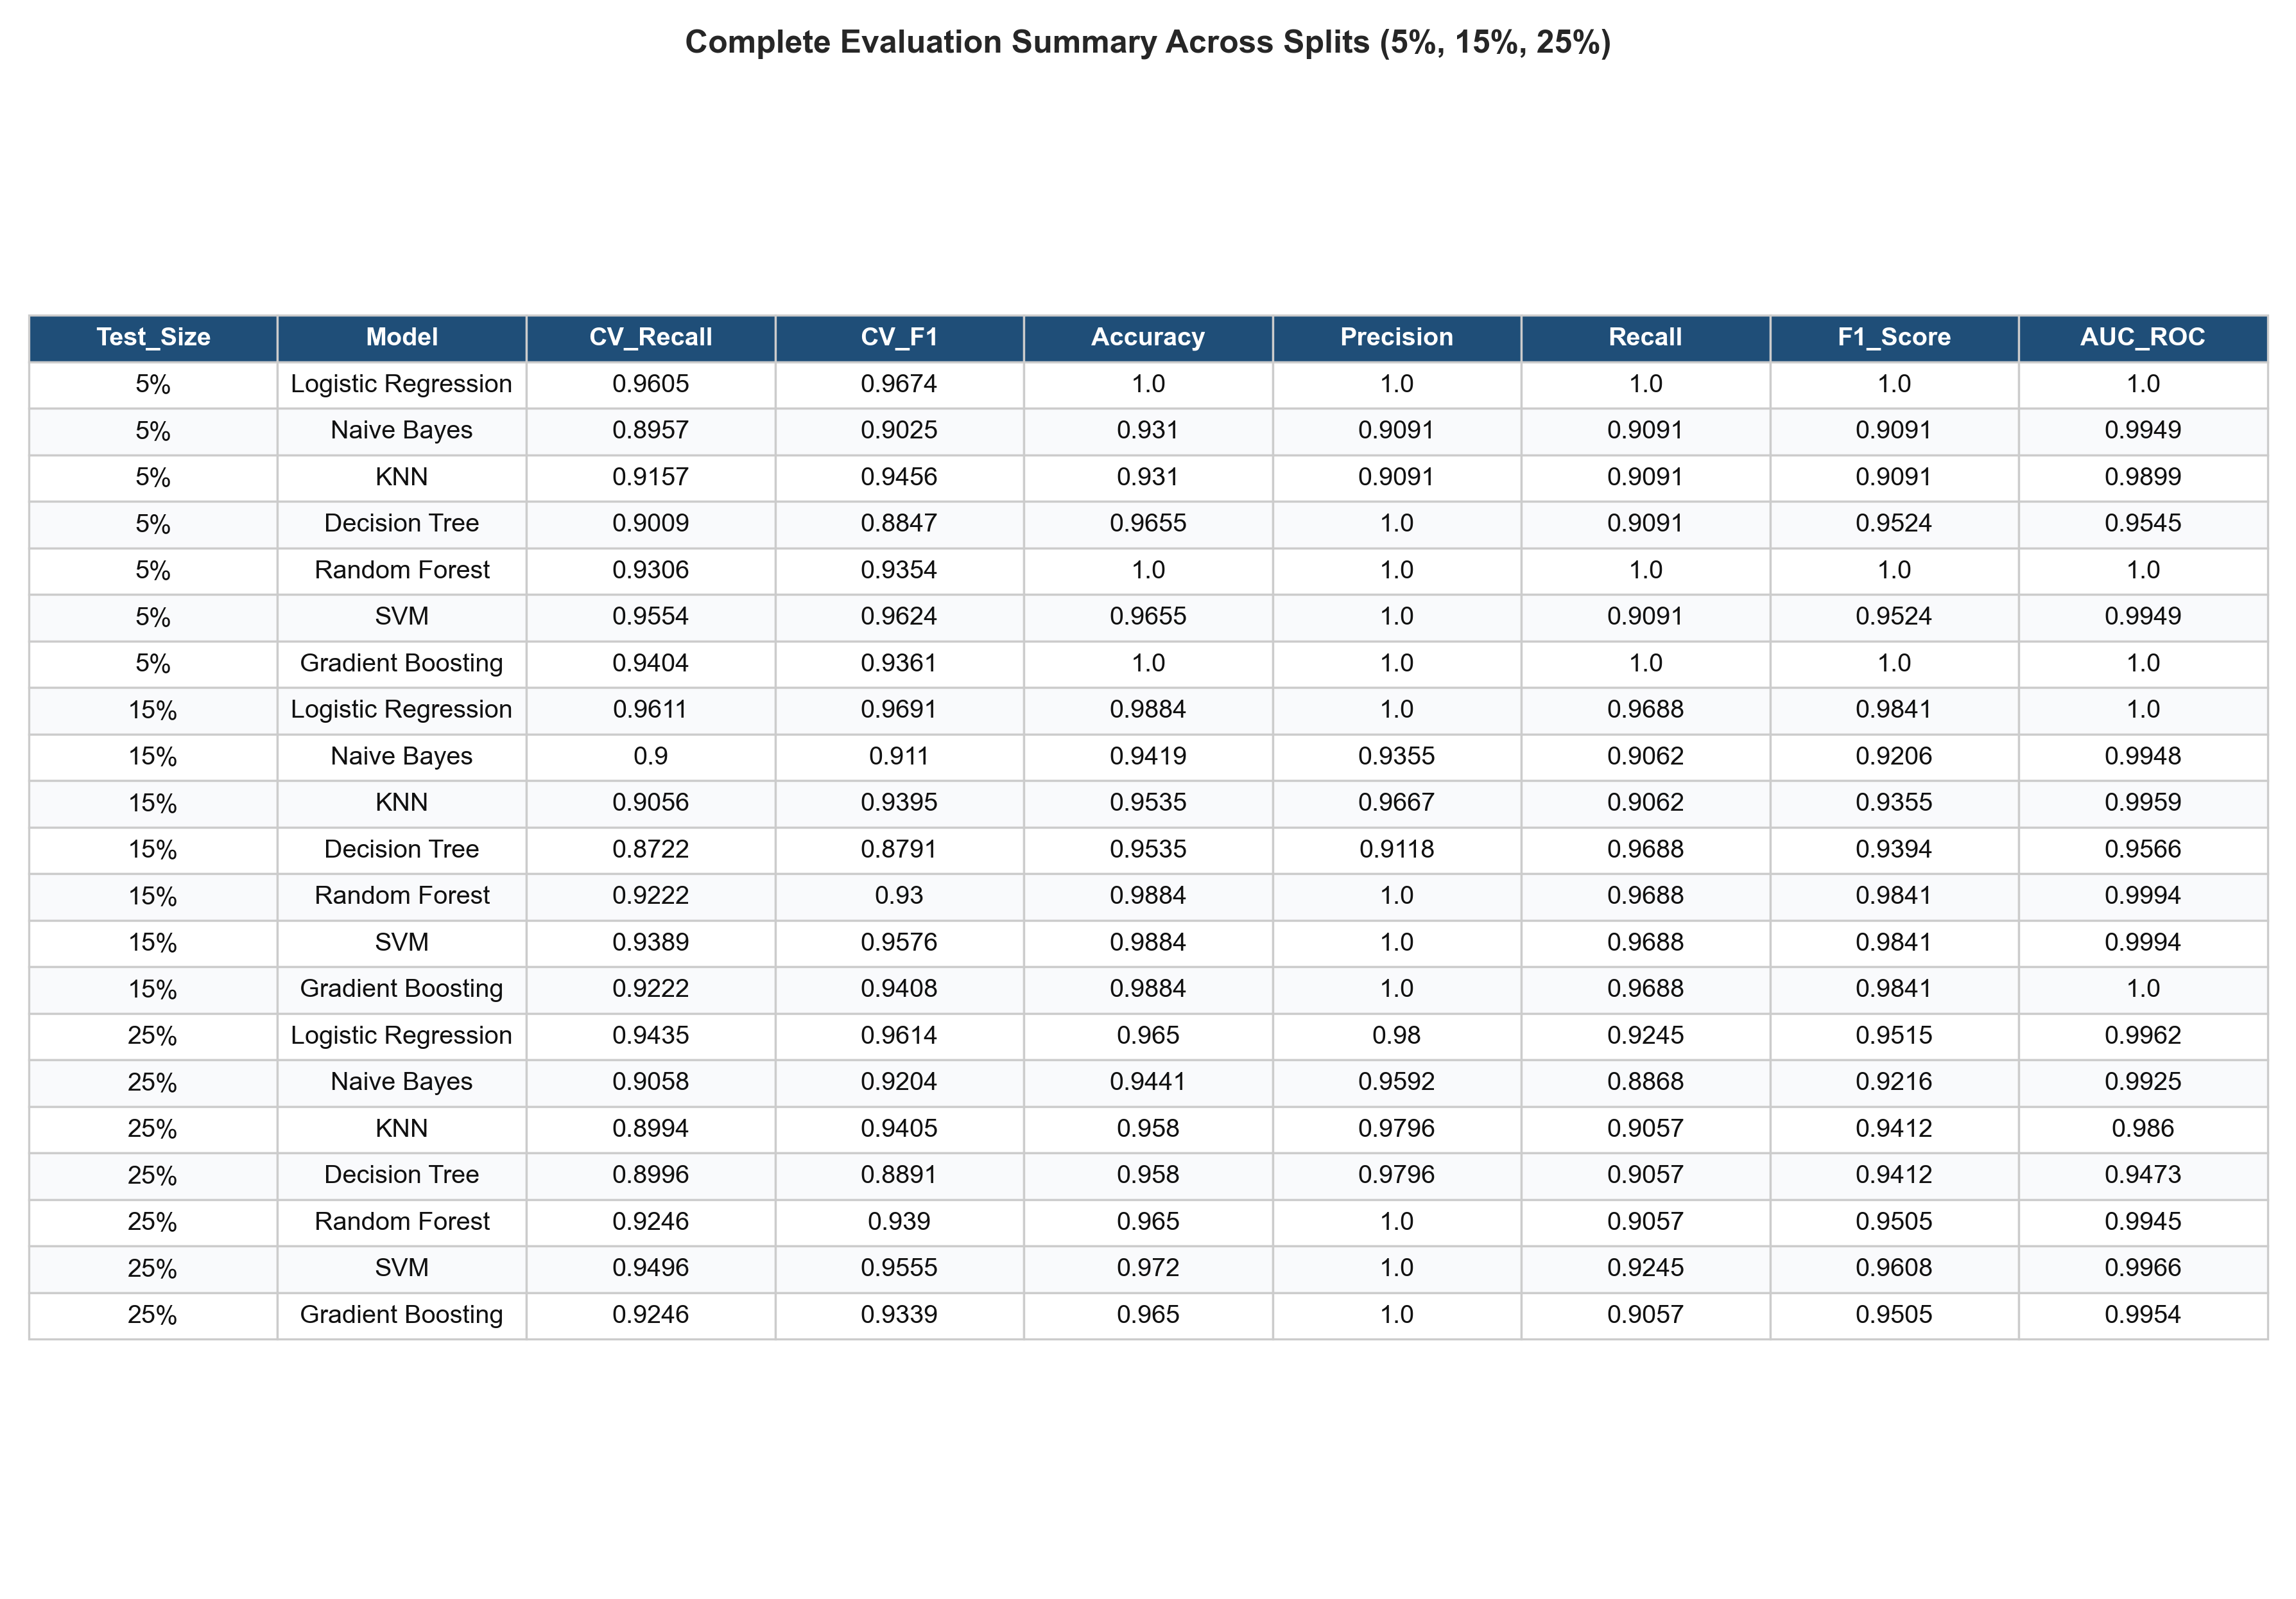 Complete Evaluation Summary Across Splits (5%, 15%, 25%)
Test_Size Model CV_Recall CV_F1 Accuracy Precision Recall F1_Score AUC_ROC
5% Logistic Regression 0.9605 0.9674 1.0 1.0 1.0 1.0 1.0
5% Naive Bayes 0.8957 0.9025 0.931 0.9091 0.9091 0.9091 0.9949
5% KNN 0.9157 0.9456 0.931 0.9091 0.9091 0.9091 0.9899
5% Decision Tree 0.9009 0.8847 0.9655 1.0 0.9091 0.9524 0.9545
5% Random Forest 0.9306 0.9354 1.0 1.0 1.0 1.0 1.0
5% SVM 0.9554 0.9624 0.9655 1.0 0.9091 0.9524 0.9949
5% Gradient Boosting 0.9404 0.9361 1.0 1.0 1.0 1.0 1.0
15% Logistic Regression 0.9611 0.9691 0.9884 1.0 0.9688 0.9841 1.0
15% Naive Bayes 0.9 0.911 0.9419 0.9355 0.9062 0.9206 0.9948
15% KNN 0.9056 0.9395 0.9535 0.9667 0.9062 0.9355 0.9959
15% Decision Tree 0.8722 0.8791 0.9535 0.9118 0.9688 0.9394 0.9566
15% Random Forest 0.9222 0.93 0.9884 1.0 0.9688 0.9841 0.9994
15% SVM 0.9389 0.9576 0.9884 1.0 0.9688 0.9841 0.9994
15% Gradient Boosting 0.9222 0.9408 0.9884 1.0 0.9688 0.9841 1.0
25% Logistic Regression 0.9435 0.9614 0.965 0.98 0.9245 0.9515 0.9962
25% Naive Bayes 0.9058 0.9204 0.9441 0.9592 0.8868 0.9216 0.9925
25% KNN 0.8994 0.9405 0.958 0.9796 0.9057 0.9412 0.986
25% Decision Tree 0.8996 0.8891 0.958 0.9796 0.9057 0.9412 0.9473
25% Random Forest 0.9246 0.939 0.965 1.0 0.9057 0.9505 0.9945
25% SVM 0.9496 0.9555 0.972 1.0 0.9245 0.9608 0.9966
25% Gradient Boosting 0.9246 0.9339 0.965 1.0 0.9057 0.9505 0.9954